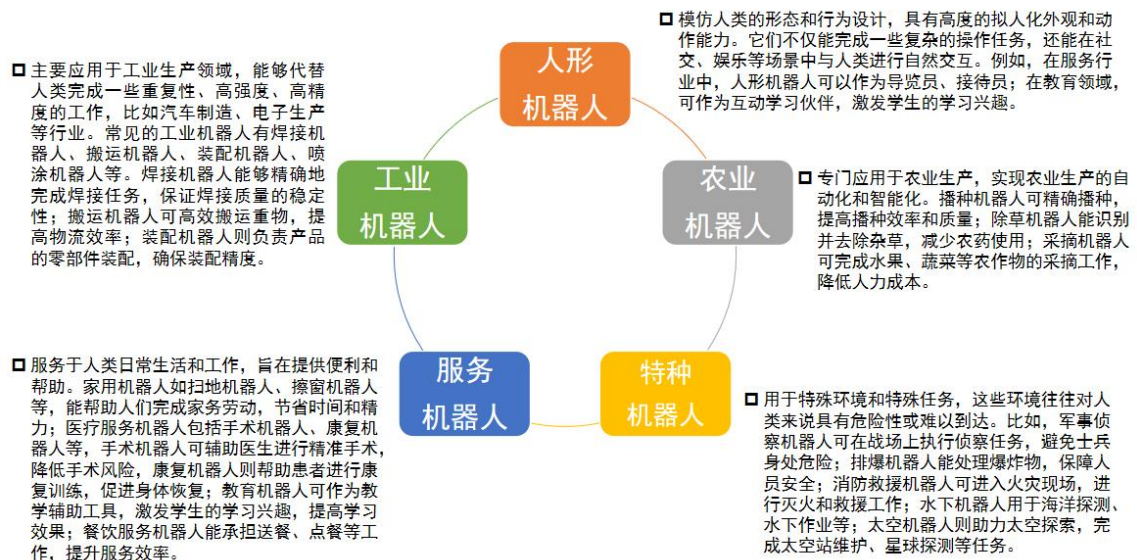 人形
机器人
模仿人类的形态和行为设计，具有高度的拟人化外观和动
作能力。它们不仅能完成一些复杂的操作任务，还能在社
交、娱乐等场景中与人类进行自然交互。例如，在服务行
业中，人形机器人可以作为导览员、接待员；在教育领域，
可作为互动学习伙伴，激发学生的学习兴趣。
主要应用于工业生产领域，能够代替
人类完成一些重复性、高强度、高精
度的工作，比如汽车制造、电子生产
等行业。常见的工业机器人有焊接机
器人、搬运机器人、装配机器人、喷
涂机器人等。焊接机器人能够精确地
完成焊接任务，保证焊接质量的稳定
性；搬运机器人可高效搬运重物，提
高物流效率；装配机器人则负责产品
的零部件装配，确保装配精度。
工业
机器人
农业
机器人
专门应用于农业生产，实现农业生产的自
动化和智能化。播种机器人可精确播种，
提高播种效率和质量；除草机器人能识别
并去除杂草，减少农药使用；采摘机器人
可完成水果、蔬菜等农作物的采摘工作，
降低人力成本。
服务于人类日常生活和工作，旨在提供便利和
帮助。家用机器人如扫地机器人、擦窗机器人
等，能帮助人们完成家务劳动，节省时间和精
力；医疗服务机器人包括手术机器人、康复机
器人等，手术机器人可辅助医生进行精准手术，
降低手术风险，康复机器人则帮助患者进行康
复训练，促进身体恢复；教育机器人可作为教
学辅助工具，激发学生的学习兴趣，提高学习
效果；餐饮服务机器人能承担送餐、点餐等工
作，提升服务效率。
服务
机器人
特种
机器人
用于特殊环境和特殊任务，这些环境往往对人
类来说具有危险性或难以到达。比如，军事侦
察机器人可在战场上执行侦察任务，避免士兵
身处危险；排爆机器人能处理爆炸物，保障人
员安全；消防救援机器人可进入火灾现场，进
行灭火和救援工作；水下机器人用于海洋探测、
水下作业等；太空机器人则助力太空探索，完
成太空站维护、星球探测等任务。